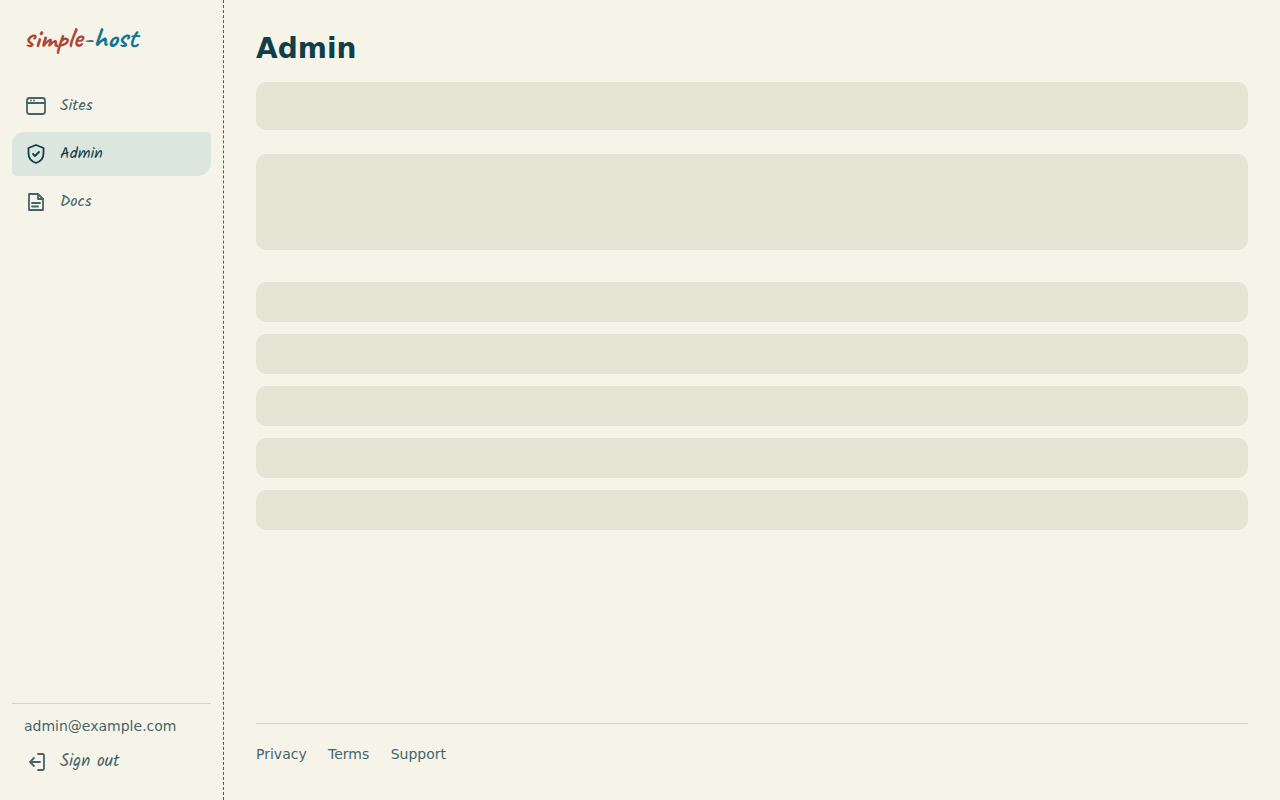 simple-host
Sites
Admin
Docs
admin@example.com
Sign out
Admin
Privacy Terms Support